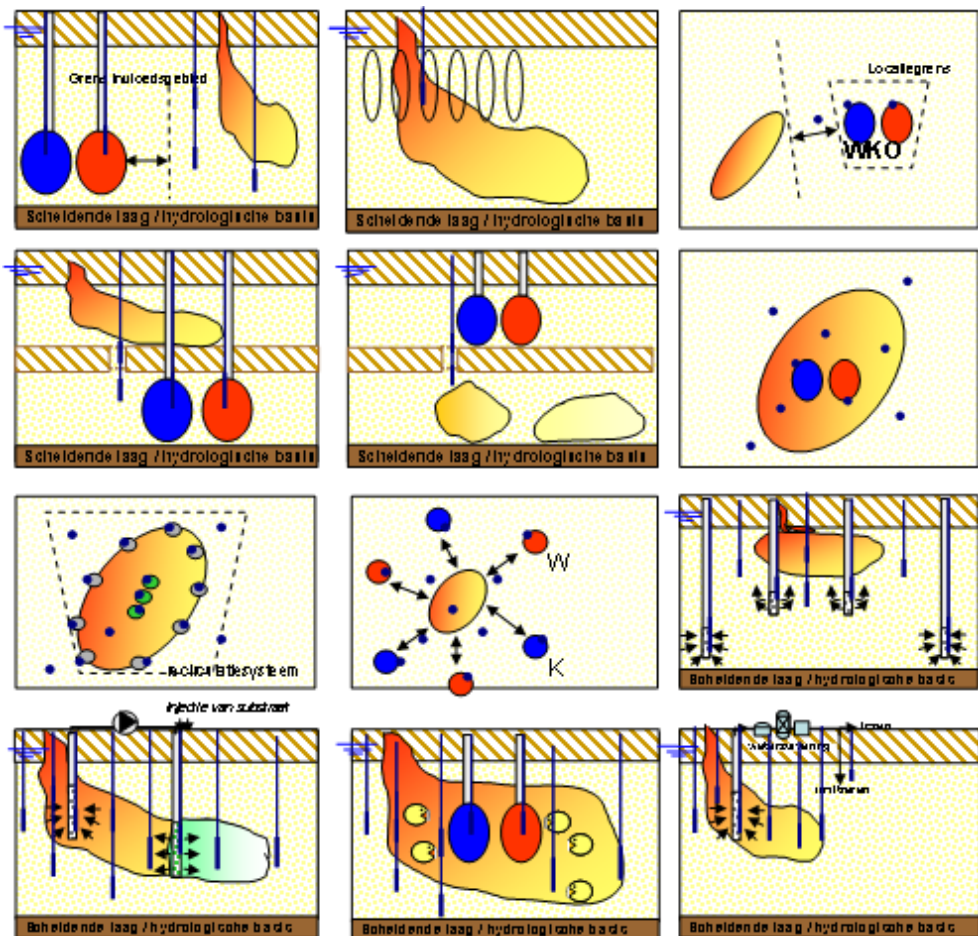 Grens invloedsgebied
Scheidende laag / hydrologische basis
Scheidende laag / hydrologische basis
Locatiegrens
WKO
Scheidende laag / hydrologische basis
Scheidende laag / hydrologische basis
recirculatiesysteem
W
K
Scheidende laag / hydrologische basis
Injectie van substraat
Scheidende laag / hydrologische basis
Scheidende laag / hydrologische basis
lozen
waterzuivering
infiltreren
Scheidende laag / hydrologische basis